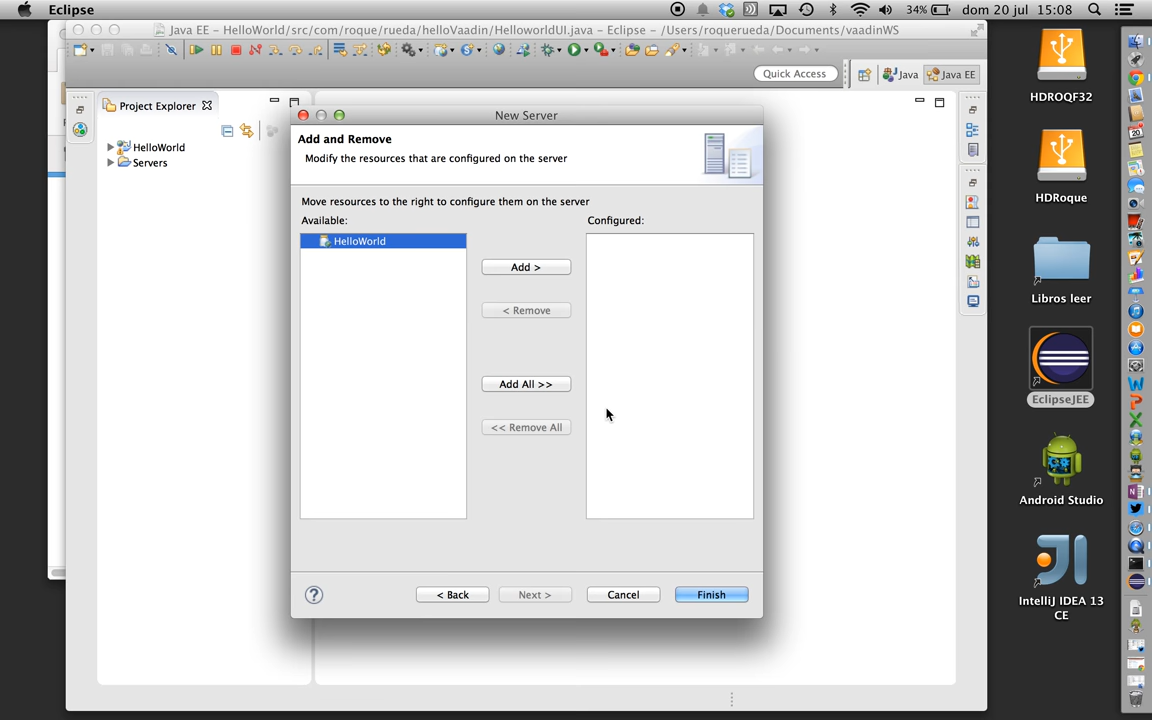 Eclipse
34%
dom 20 jul 15:08
Java EE – HelloWorld/src/com/roque/rueda/helloVaadin/HelloworldUI.java – Eclipse – /Users/roquerueda/Documents/vaadinWS
Quick Access
Java
Java EE
Project Explorer
HelloWorld
Servers
New Server
Add and Remove
Modify the resources that are configured on the server
Move resources to the right to configure them on the server
Available:
Configured:
HelloWorld
Add >
< Remove
Add All >>
<< Remove All
?
< Back
Next >
Cancel
Finish
HDROQF32
HDRoque
Libros leer
EclipseJEE
Android Studio
IntelliJ IDEA 13
CE